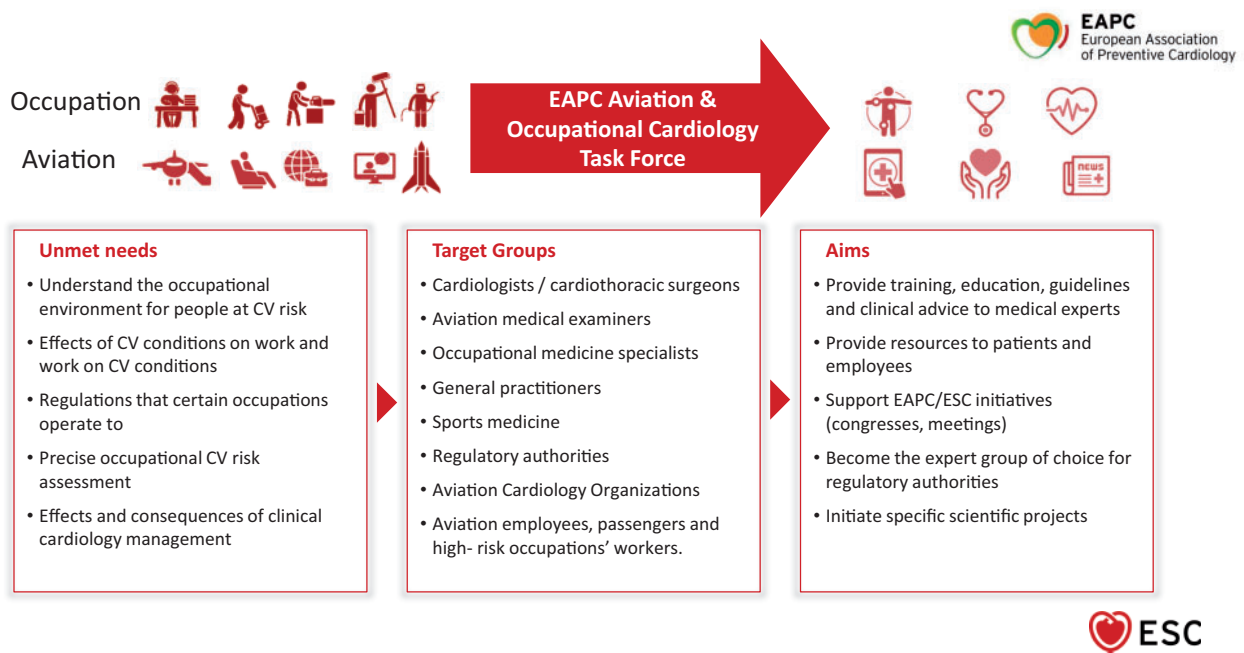 EAPC
European Association
of Preventive Cardiology
Occupation
Aviation
EAPC Aviation &
Occupational Cardiology
Task Force
news
Unmet needs
• Understand the occupational
environment for people at CV risk
• Effects of CV conditions on work and
work on CV conditions
• Regulations that certain occupations
operate to
• Precise occupational CV risk
assessment
• Effects and consequences of clinical
cardiology management
Target Groups
• Cardiologists / cardiothoracic surgeons
• Aviation medical examiners
• Occupational medicine specialists
• General practitioners
• Sports medicine
• Regulatory authorities
• Aviation Cardiology Organizations
• Aviation employees, passengers and
high- risk occupations’ workers.
Aims
• Provide training, education, guidelines
and clinical advice to medical experts
• Provide resources to patients and
employees
• Support EAPC/ESC initiatives
(congresses, meetings)
• Become the expert group of choice for
regulatory authorities
• Initiate specific scientific projects
ESC